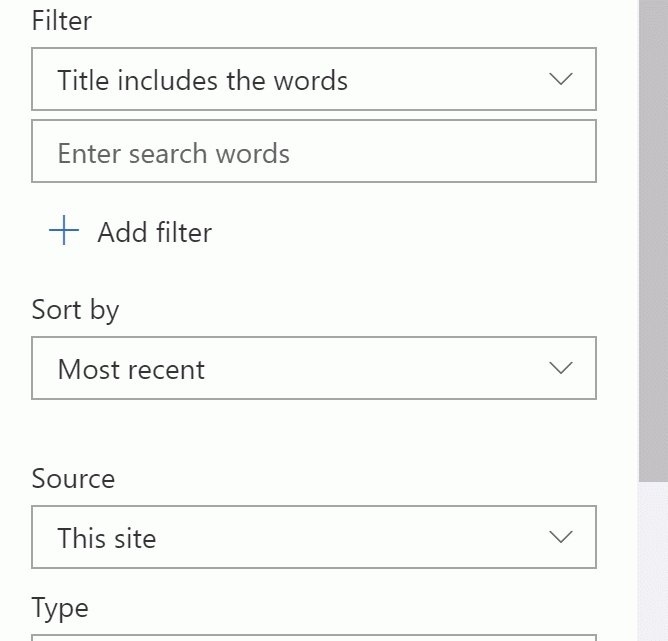 Filter
Title includes the words
Enter search words
Add filter
Sort by
Most recent
Source
This site
Type